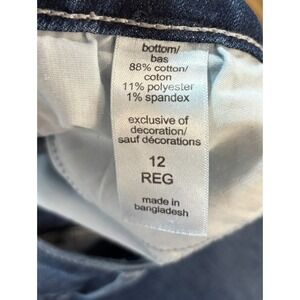 bottom/
bas
88% cotton/
coton
11% polyester
1% spandex
exclusive of
decoration/
sauf décorations
12
REG
made in
bangladesh